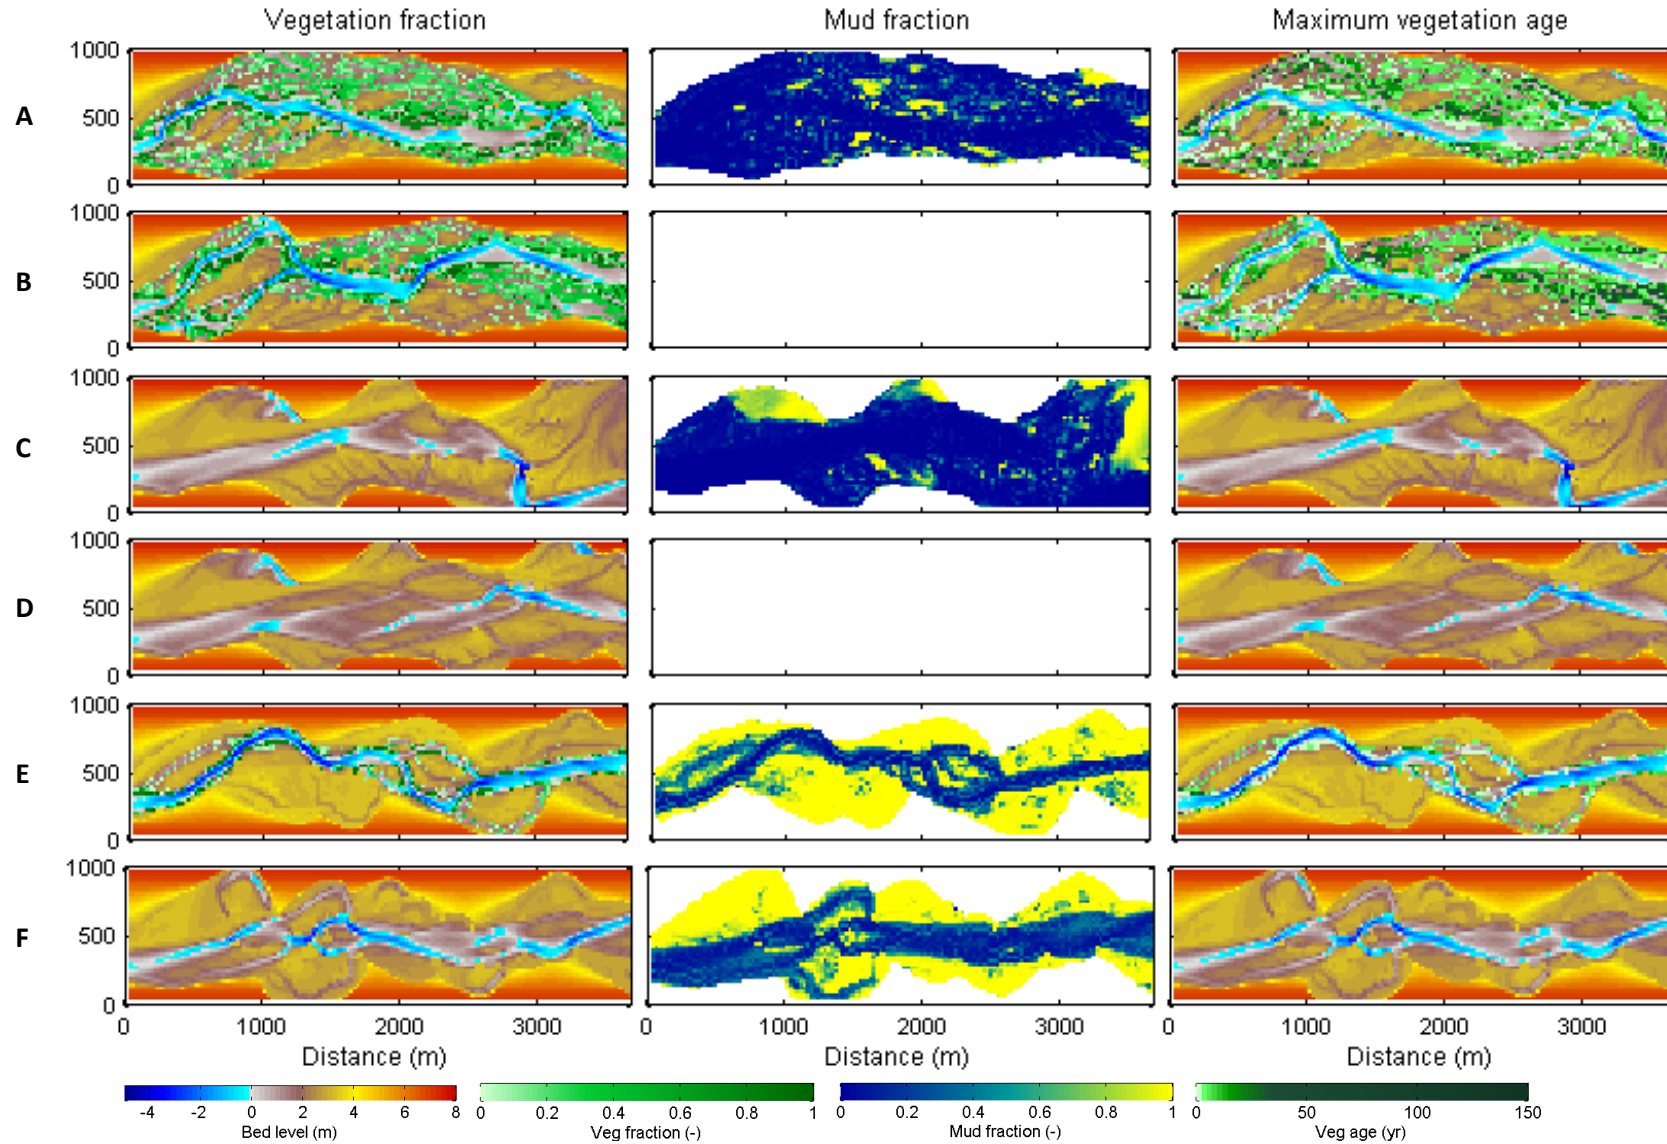 Vegetation fraction Mud fraction Maximum vegetation age
1000
A 500
0
1000
B 500
0
1000
C 500
0
1000
D 500
0
1000
E 500
0
1000
F 500
0
0 1000 2000 3000 0 1000 2000 3000 0 1000 2000 3000
Distance (m) Distance (m) Distance (m)
-4 -2 0 2 4 6 8 0 0.2 0.4 0.6 0.8 1 0 0.2 0.4 0.6 0.8 1 0 50 100 150
Bed level (m) Veg fraction (-) Mud fraction (-) Veg age (yr)